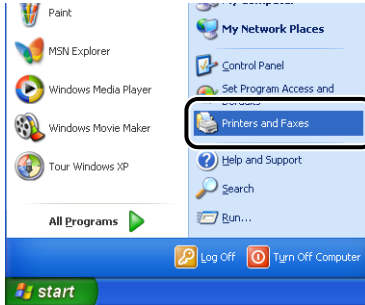 Paint
MSN Explorer
Windows Media Player
Windows Movie Maker
Tour Windows XP
All Programs
My Network Places
Control Panel
Set Program Access and
Printers and Faxes
Help and Support
Search
Run...
Log Off
Turn Off Computer
start